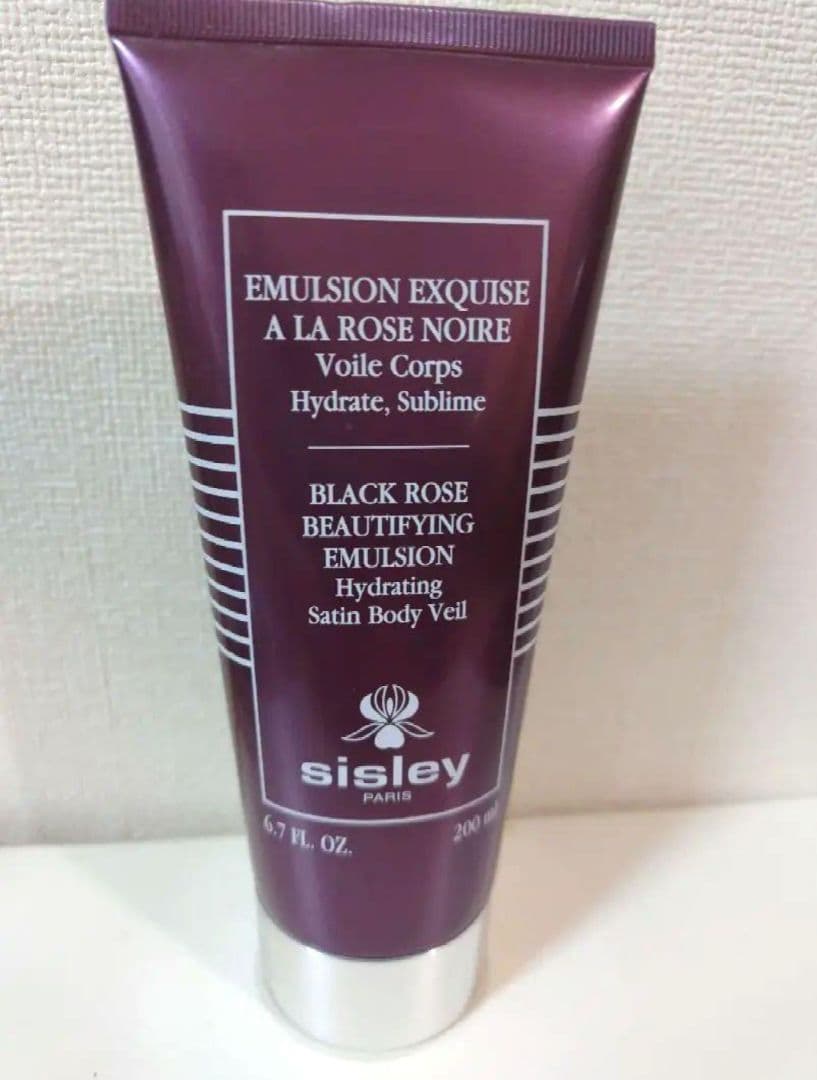 EMULSION EXQUISE
A LA ROSE NOIRE
Voile Corps
Hydrate, Sublime
BLACK ROSE
BEAUTIFYING
EMULSION
Hydrating
Satin Body Veil
sisley
PARIS
6.7 FL. OZ. 200 ml